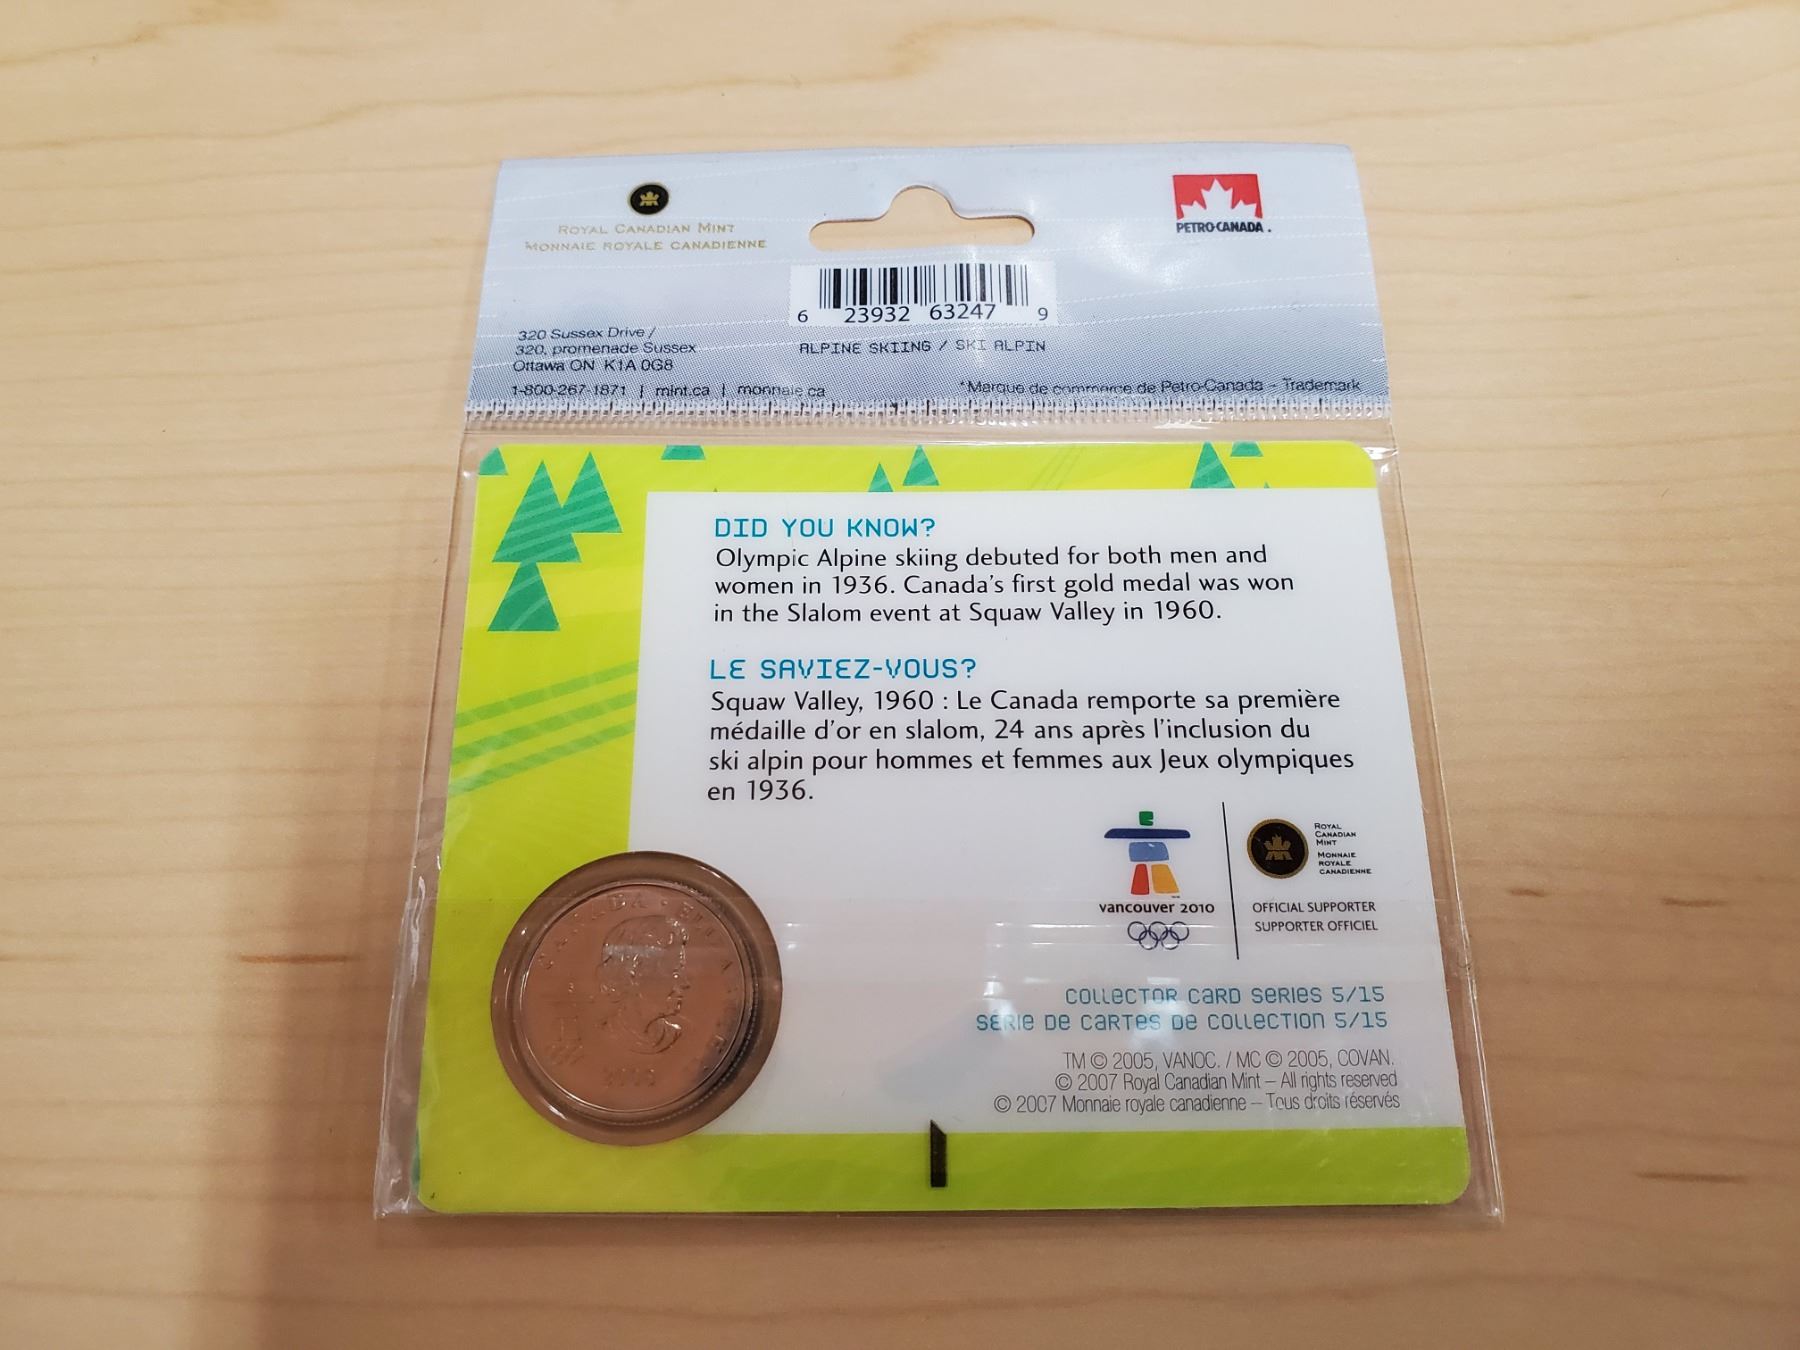 ROYAL CANADIAN MINT
MONNAIE ROYALE CANADIENNE
PETRO-CANADA
6 23932 63247 9
320 Sussex Drive /
320, promenade Sussex
Ottawa ON K1A 0G8
1-800-267-1871 | mint.ca | monnaie.ca
ALPINE SKIING / SKI ALPIN
*Marque de commerce de Petro-Canada - Trademark
DID YOU KNOW?
Olympic Alpine skiing debuted for both men and
women in 1936. Canada's first gold medal was won
in the Slalom event at Squaw Valley in 1960.
LE SAVIEZ-VOUS?
Squaw Valley, 1960 : Le Canada remporte sa première
médaille d'or en slalom, 24 ans après l'inclusion du
ski alpin pour hommes et femmes aux Jeux olympiques
en 1936.
vancouver 2010
ROYAL
CANADIAN
MINT
MONNAIE
ROYALE
CANADIENNE
OFFICIAL SUPPORTER
SUPPORTER OFFICIEL
COLLECTOR CARD SERIES 5/15
SERIE DE CARTES DE COLLECTION 5/15
TM © 2005, VANOC. / MC © 2005, COVAN.
© 2007 Royal Canadian Mint – All rights reserved
© 2007 Monnaie royale canadienne – Tous droits réservés
CANADA